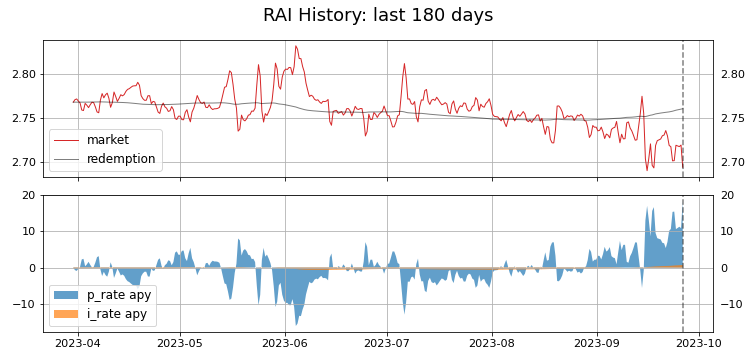 RAI History: last 180 days
2.80 2.80
2.75 2.75
2.70 2.70
market
redemption
20 20
10 10
0 0
−10 −10
p_rate apy
i_rate apy
2023-04 2023-05 2023-06 2023-07 2023-08 2023-09 2023-10